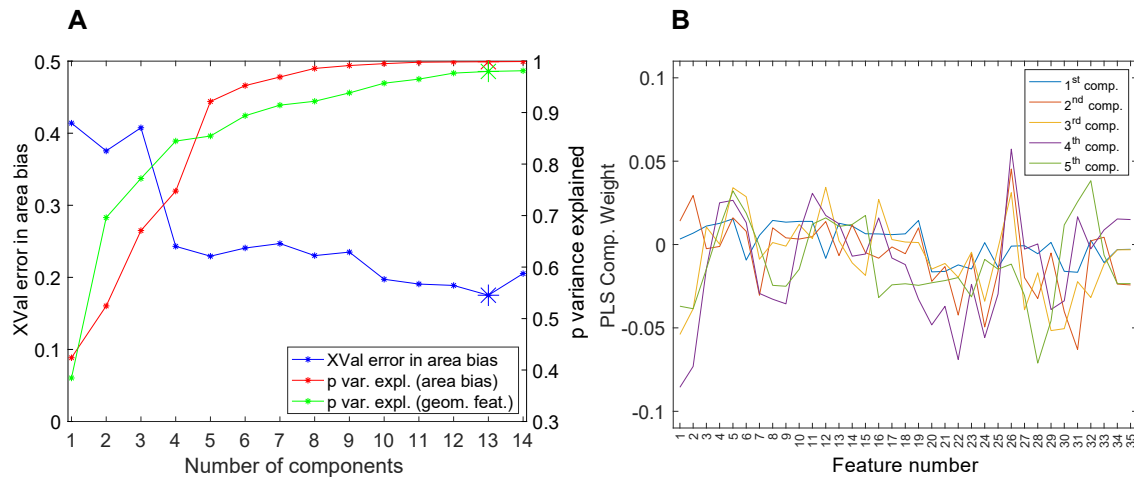 A
XVal error in area bias
0.5
0.4
0.3
0.2
0.1
0
1
0.9
0.8
0.7
0.6
0.5
0.4
0.3
p variance explained
XVal error in area bias
p var. expl. (area bias)
p var. expl. (geom. feat.)
1 2 3 4 5 6 7 8 9 10 11 12 13 14
Number of components
B
PLS Comp. Weight
0.1
0.05
0
-0.05
-0.1
1st comp.
2nd comp.
3rd comp.
4th comp.
5th comp.
1 2 3 4 5 6 7 8 9 10 11 12 13 14 15 16 17 18 19 20 21 22 23 24 25 26 27 28 29 30 31 32 33 34 35
Feature number